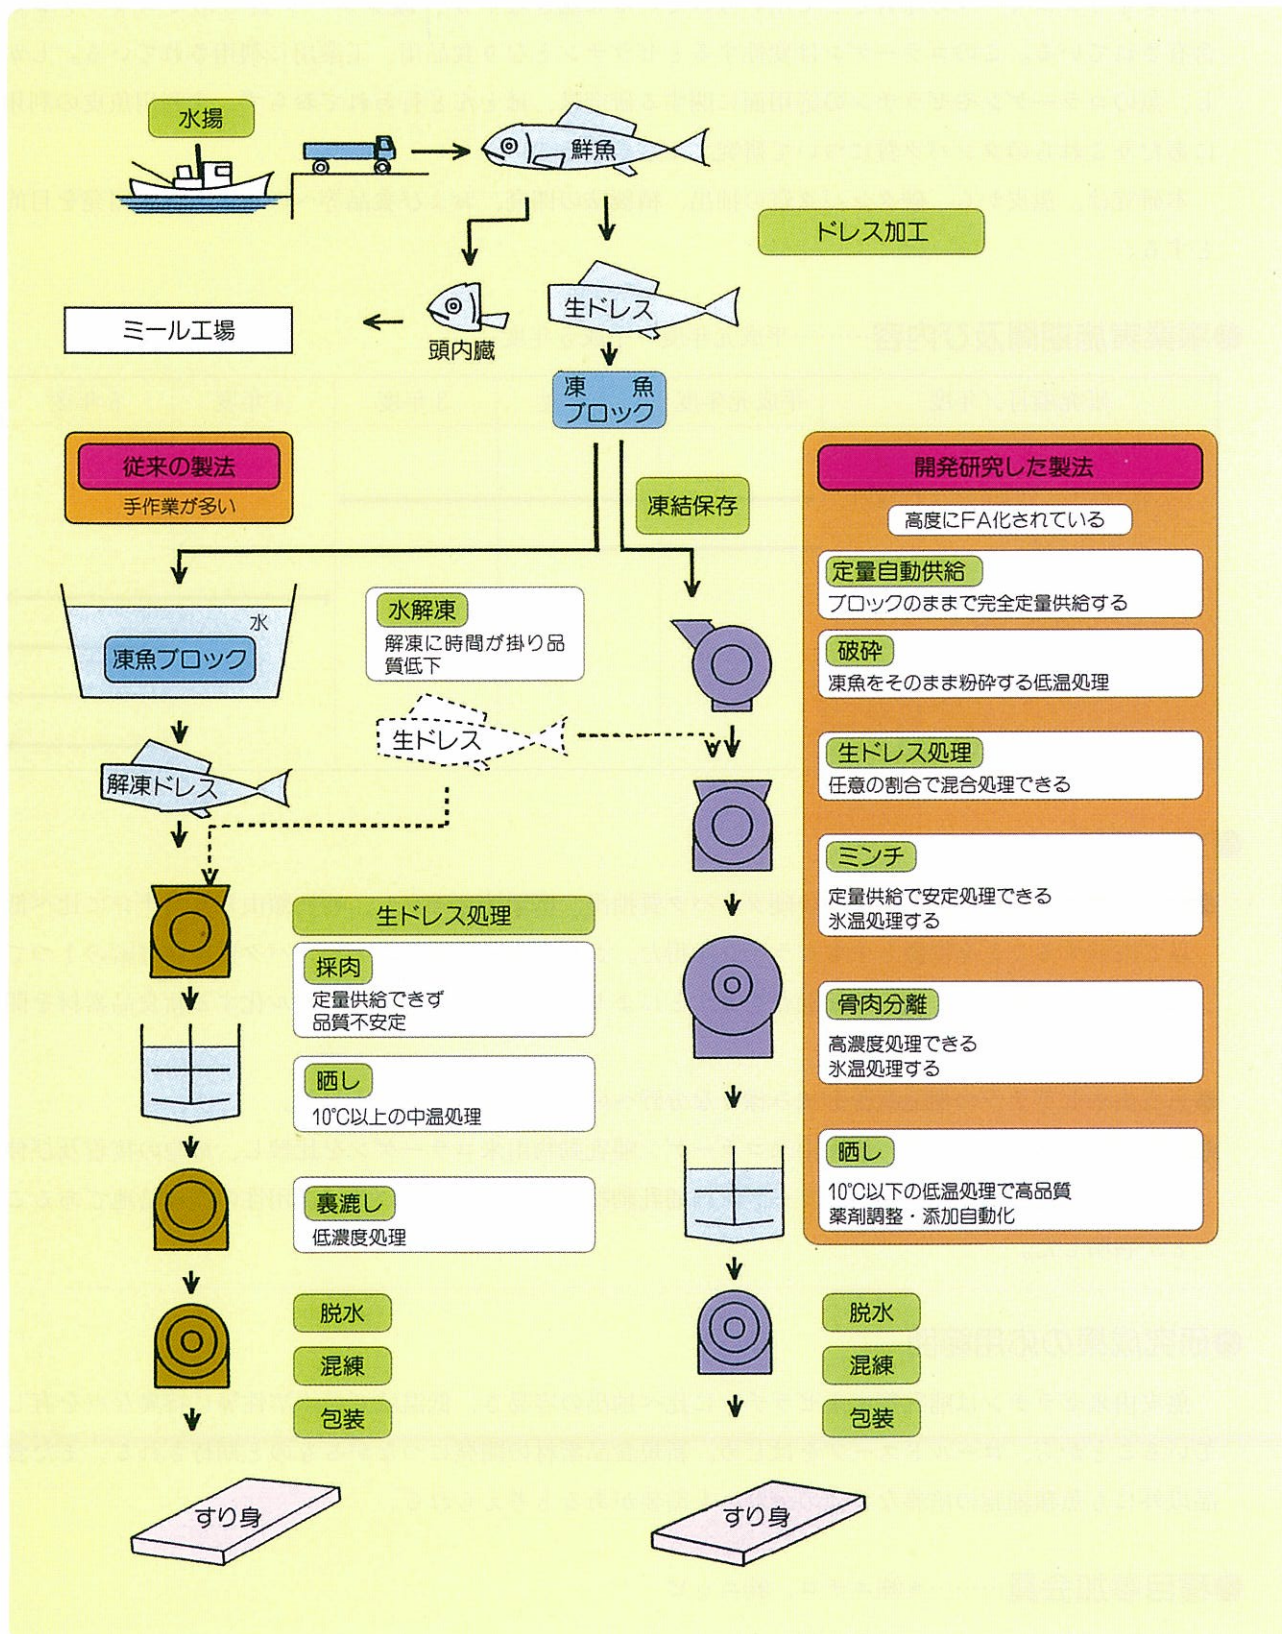 水揚
鮮魚
ドレス加工
生ドレス
ミール工場
頭内臓
凍　魚
ブロック
従来の製法
手作業が多い
凍結保存
開発研究した製法
高度にFA化されている
水
凍魚ブロック
水解凍
解凍に時間が掛り品
質低下
生ドレス
解凍ドレス
定量自動供給
ブロックのままで完全定量供給する
破砕
凍魚をそのまま粉砕する低温処理
生ドレス処理
任意の割合で混合処理できる
ミンチ
定量供給で安定処理できる
氷温処理する
骨肉分離
高濃度処理できる
氷温処理する
晒し
10℃以下の低温処理で高品質
薬剤調整・添加自動化
生ドレス処理
採肉
定量供給できず
品質不安定
晒し
10℃以上の中温処理
裏漉し
低濃度処理
脱水
混練
包装
すり身
脱水
混練
包装
すり身